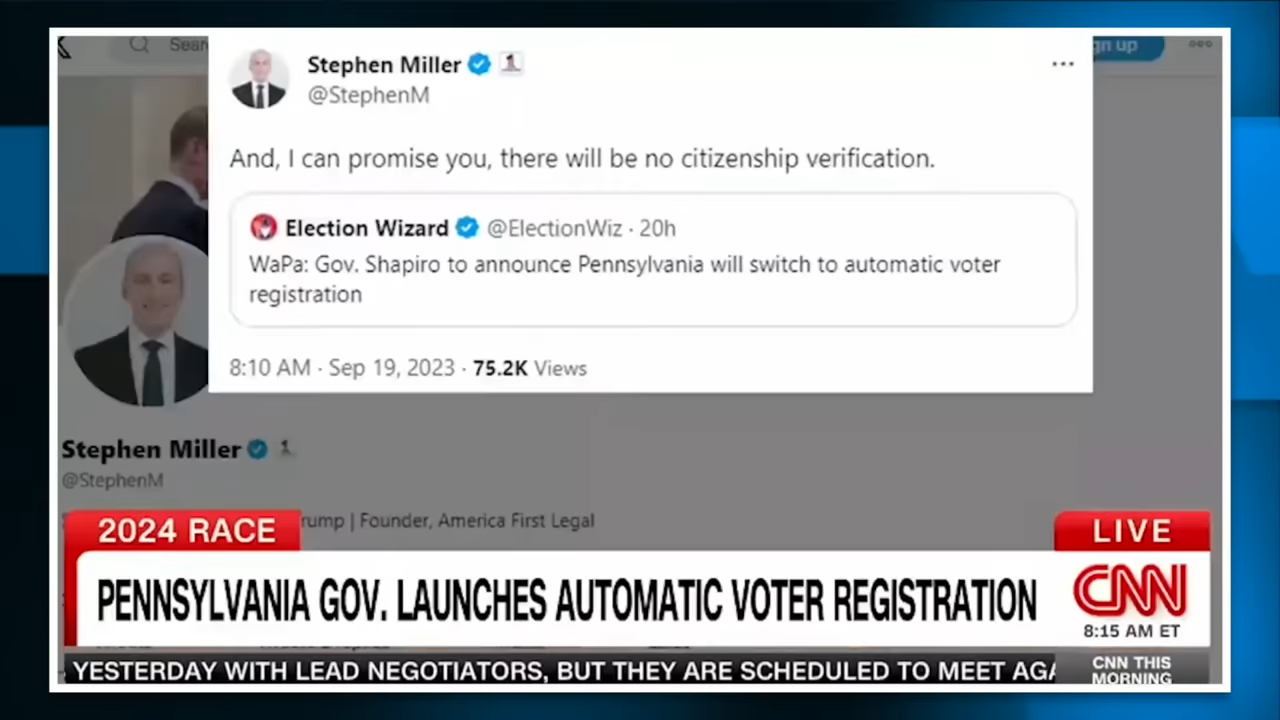 Sear
gn up
Stephen Miller
@StephenM
And, I can promise you, there will be no citizenship verification.
Election Wizard @ElectionWiz · 20h
WaPa: Gov. Shapiro to announce Pennsylvania will switch to automatic voter
registration
8:10 AM · Sep 19, 2023 · 75.2K Views
Stephen Miller
@StephenM
rump | Founder, America First Legal
2024 RACE
LIVE
PENNSYLVANIA GOV. LAUNCHES AUTOMATIC VOTER REGISTRATION
CNN
8:15 AM ET
YESTERDAY WITH LEAD NEGOTIATORS, BUT THEY ARE SCHEDULED TO MEET AGA
CNN THIS
MORNING